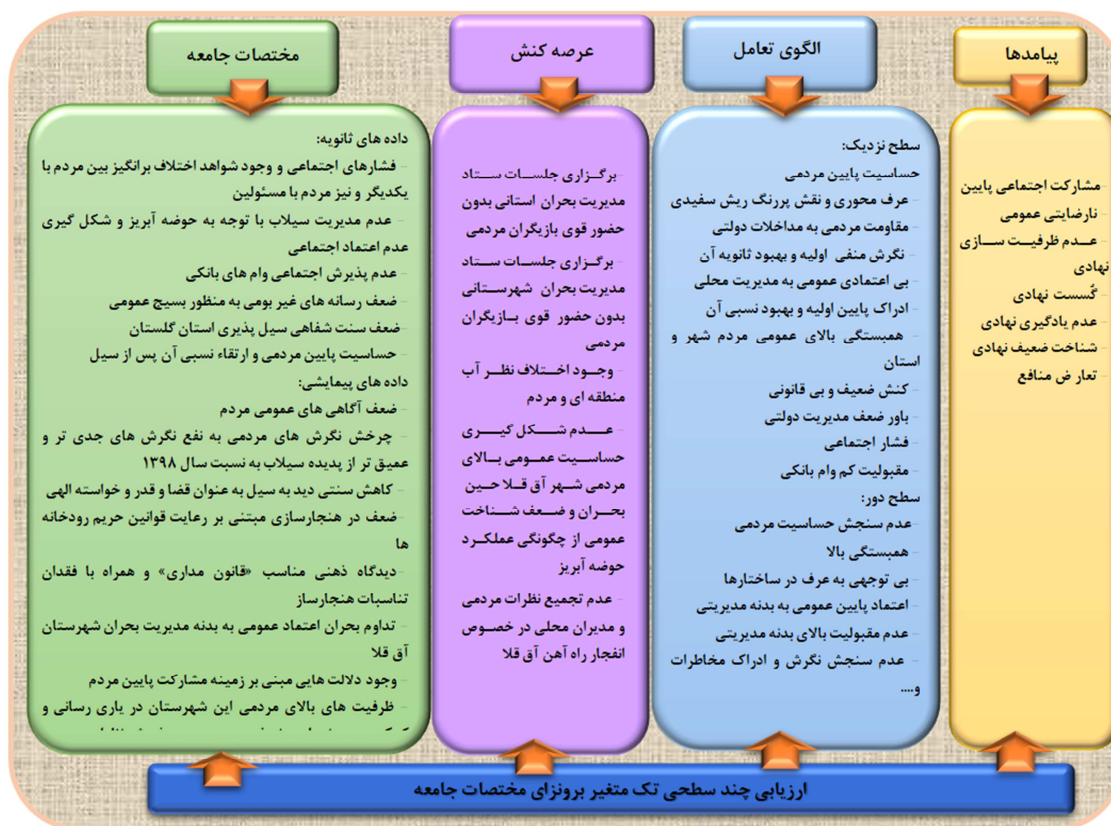 مختصات جامعه
عرصه کنش
الگوی تعامل
پیامدها
داده های ثانویه:
- فشارهای اجتماعی و وجود شواهد اختلاف برانگیز بین مردم با
یکدیگر و نیز مردم با مسئولین
- عدم مدیریت سیلاب با توجه به حوضه آبریز و شکل گیری
عدم اعتماد اجتماعی
- عدم پذیرش اجتماعی وام های بانکی
- ضعف رسانه های غیر بومی به منظور بسیج عمومی
-ضعف سنت شفاهی سیل پذیری استان گلستان
- حساسیت پایین مردمی و ارتقاء نسبی آن پس از سیل
داده های پیمایشی:
- ضعف آگاهی های عمومی مردم
- چرخش نگرش های مردمی به نفع نگرش های جدی تر و
عمیق تر از پدیده سیلاب به نسبت سال ۱۳۹۸
- کاهش سنتی دید به سیل به عنوان قضا و قدر و خواسته الهی
-ضعف در هنجارسازی مبتنی بر رعایت قوانین حریم رودخانه
ها
-دیدگاه ذهنی مناسب «قانون مداری» و همراه با فقدان
تناسبات هنجارساز
- تداوم بحران اعتماد عمومی به بدنه مدیریت بحران شهرستان
آق قلا
- وجود دلالت هایی مبنی بر زمینه مشارکت پایین مردم
- ظرفیت های بالای مردمی این شهرستان در یاری رسانی و
-برگزاری جلسات ستاد
مدیریت بحران استانی بدون
حضور قوی بازیگران مردمی
- برگزاری جلسات ستاد
مدیریت بحران شهرستانی
بدون حضور قوی بازیگران
مردمی
- وجود اختلاف نظر آب
منطقه ای و مردم
- عدم شکل گیری
حساسیت عمومی بالای
مردمی شهر آق قلا حین
بحران و ضعف شناخت
عمومی از چگونگی عملکرد
حوضه آبریز
- عدم تجمیع نظرات مردمی
و مدیران محلی در خصوص
انفجار راه آهن آق قلا
سطح نزدیک:
حساسیت پایین مردمی
- عرف محوری و نقش پررنگ ریش سفیدی
- مقاومت مردمی به مداخلات دولتی
- نگرش منفی اولیه و بهبود ثانویه آن
- بی اعتمادی عمومی به مدیریت محلی
- ادراک پایین اولیه و بهبود نسبی آن
- همبستگی بالای عمومی مردم شهر و
استان
- کنش ضعیف و بی قانونی
- باور ضعف مدیریت دولتی
- فشار اجتماعی
- مقبولیت کم وام بانکی
سطح دور:
-عدم سنجش حساسیت مردمی
- همبستگی بالا
- بی توجهی به عرف در ساختارها
- اعتماد پایین عمومی به بدنه مدیریتی
-عدم مقبولیت بالای بدنه مدیریتی
- عدم سنجش نگرش و ادراک مخاطرات
و....
-مشارکت اجتماعی پایین
- نارضایتی عمومی
- عدم ظرفیت سازی
نهادی
- گُسست نهادی
- عدم یادگیری نهادی
- شناخت ضعیف نهادی
- تعارض منافع
ارزیابی چند سطحی تک متغیر برونزای مختصات جامعه